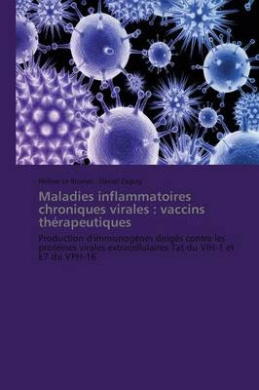 Maladies inflammatoires
chroniques virales : vaccins
thérapeutiques
Production d'immunogènes dirigés contre les
protéines virales extracellulaires Tat du VIH-1 et
E7 du VPH-16